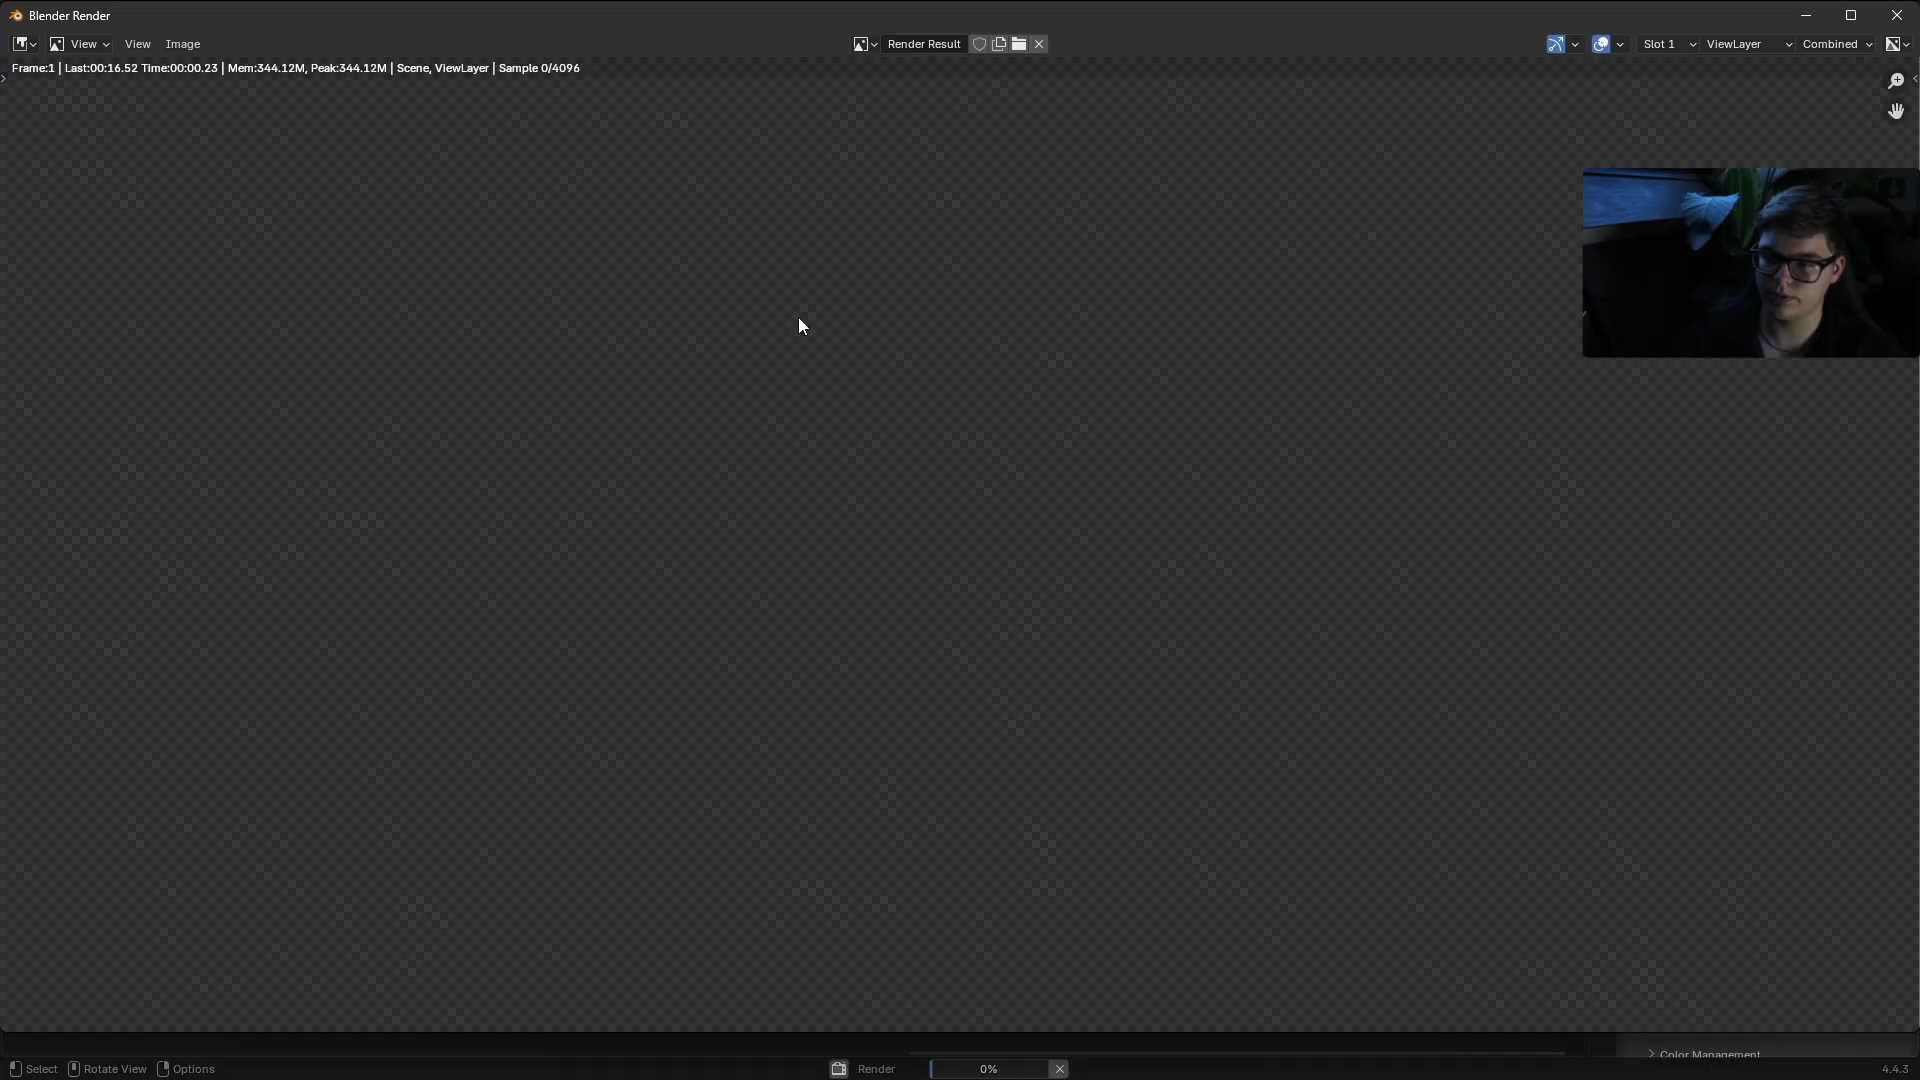 Blender Render
View View Image Render Result Slot 1 ViewLayer Combined
Frame:1 | Last:00:16.52 Time:00:00.23 | Mem:344.12M, Peak:344.12M | Scene, ViewLayer | Sample 0/4096
Color Management
Select Rotate View Options Render 0% 4.4.3